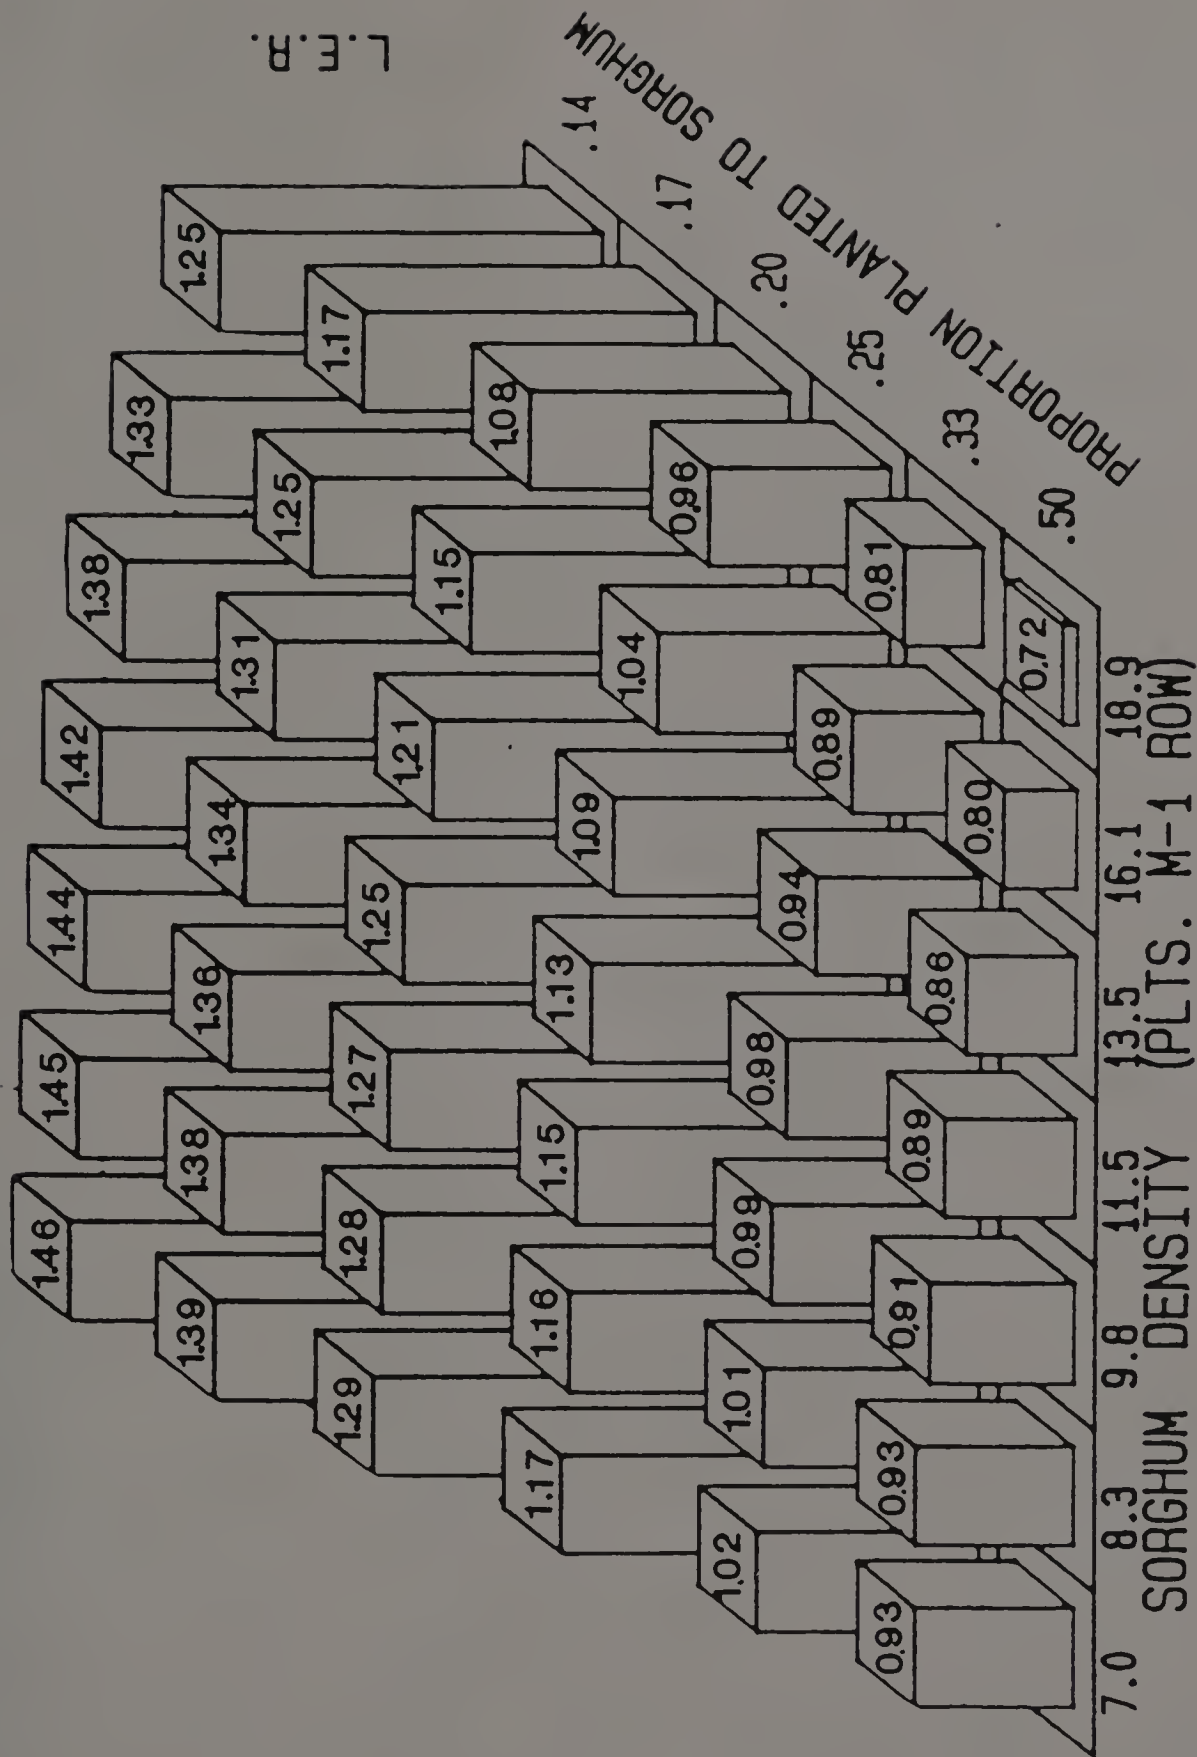 L.E.R.
1.46 1.45 1.44 1.42 1.38 1.33 1.25
1.39 1.38 1.36 1.34 1.31 1.25 1.17
1.29 1.28 1.27 1.25 1.21 1.15 1.08
1.17 1.16 1.15 1.13 1.09 1.04 0.96
1.02 1.01 0.99 0.98 0.94 0.89 0.81
0.93 0.93 0.91 0.89 0.86 0.80 0.72
.14
.17
.20
.25
.33
.50
PROPORTION PLANTED TO SORGHUM
7.0 8.3 9.8 11.5 13.5 16.1 18.9
SORGHUM DENSITY (PLTS. M-1 ROW)